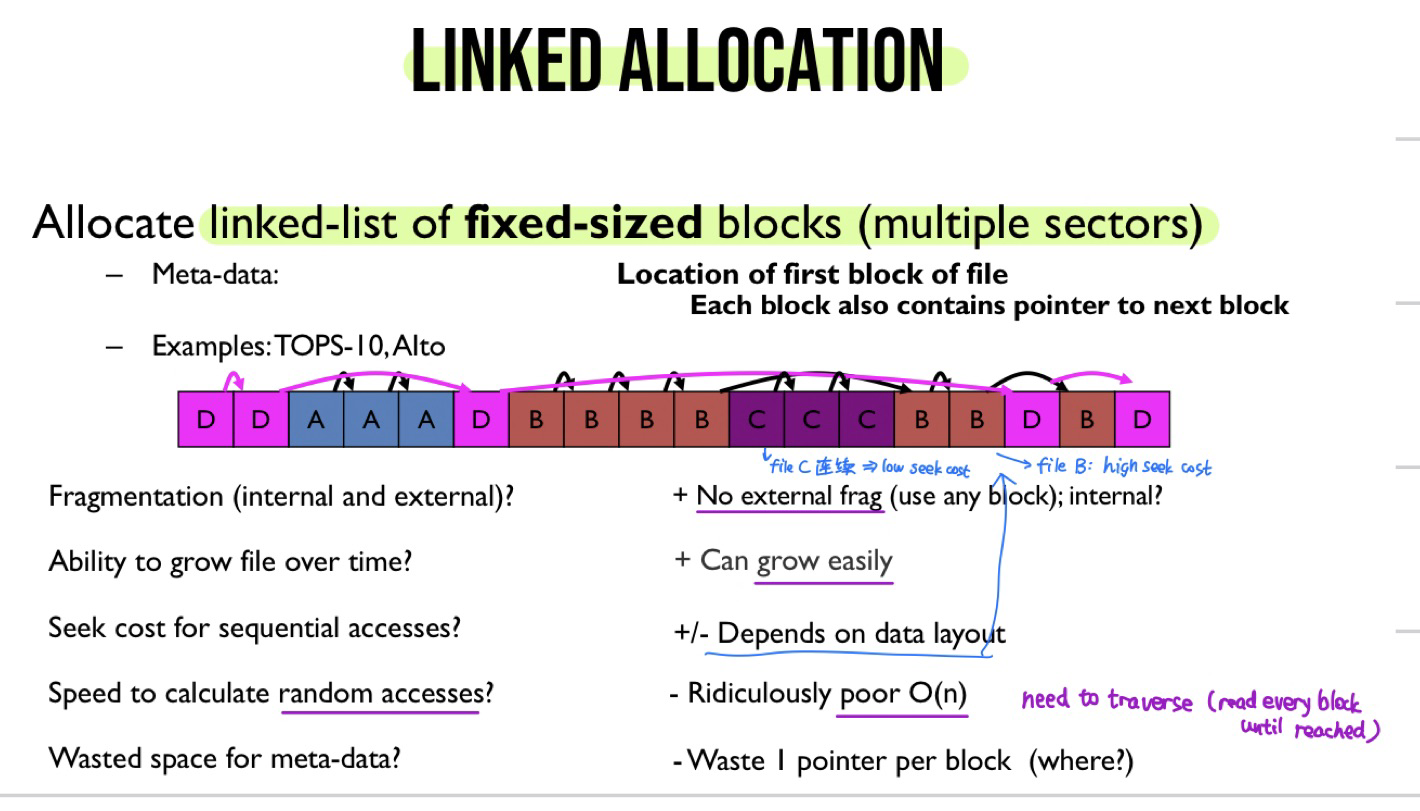 LINKED ALLOCATION
Allocate linked-list of fixed-sized blocks (multiple sectors)
– Meta-data: Location of first block of file
Each block also contains pointer to next block
– Examples: TOPS-10, Alto
D D A A A D B B B B C C C B B D B D
file C 连续 ⇒ low seek cost
file B: high seek cost
Fragmentation (internal and external)? + No external frag (use any block); internal?
Ability to grow file over time? + Can grow easily
Seek cost for sequential accesses? +/- Depends on data layout
Speed to calculate random accesses? - Ridiculously poor O(n)
need to traverse (read every block
until reached)
Wasted space for meta-data? - Waste 1 pointer per block (where?)